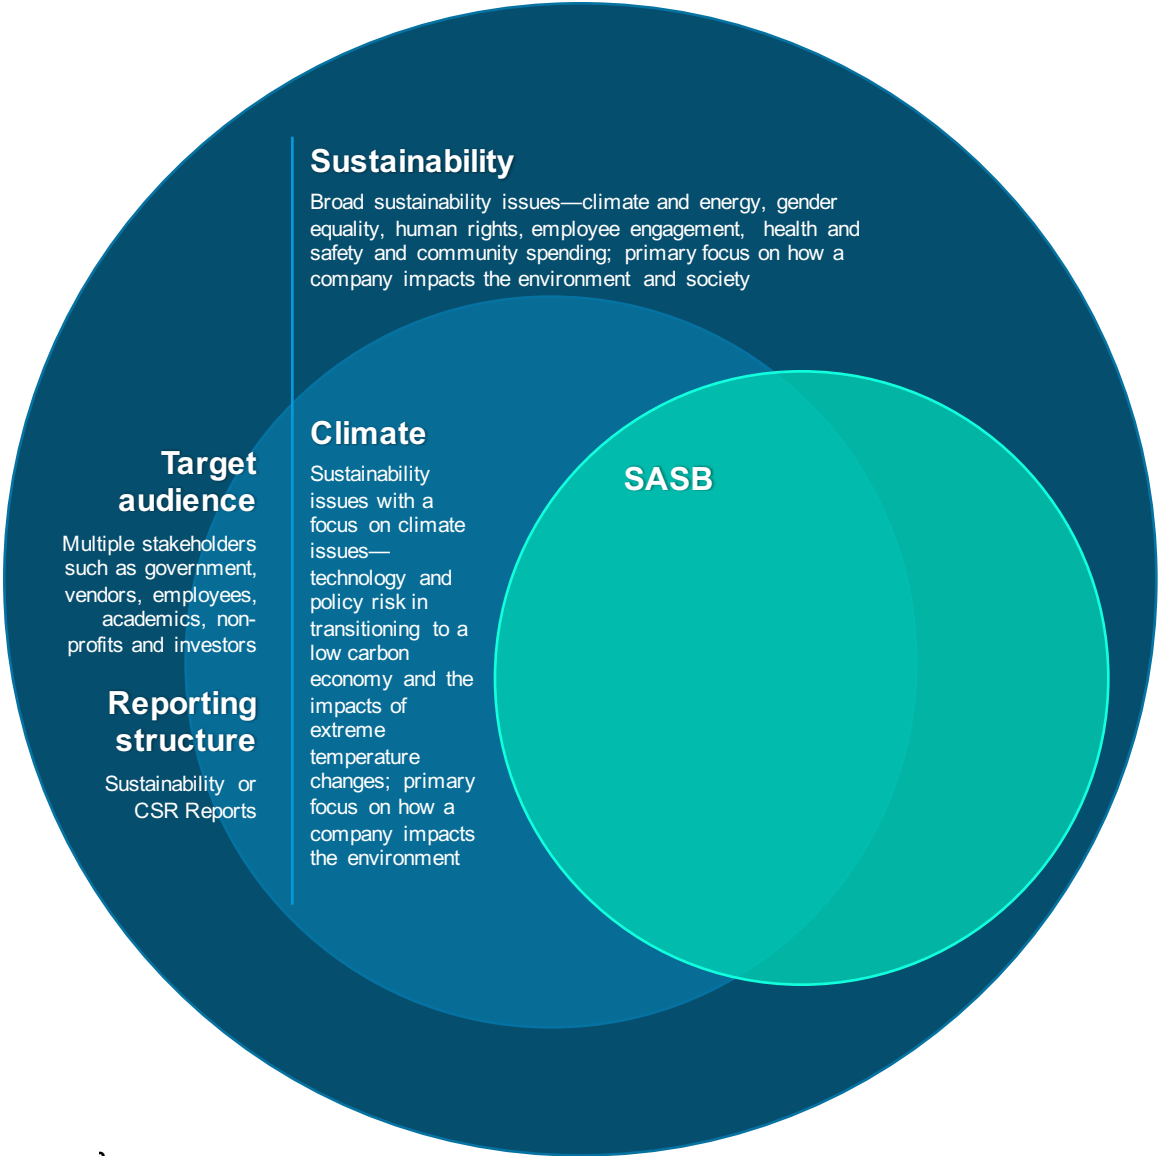 Sustainability
Broad sustainability issues—climate and energy, gender
equality, human rights, employee engagement, health and
safety and community spending; primary focus on how a
company impacts the environment and society
Target
audience
Multiple stakeholders
such as government,
vendors, employees,
academics, non-
profits and investors
Reporting
structure
Sustainability or
CSR Reports
Climate
Sustainability
issues with a
focus on climate
issues—
technology and
policy risk in
transitioning to a
low carbon
economy and the
impacts of
extreme
temperature
changes; primary
focus on how a
company impacts
the environment
SASB